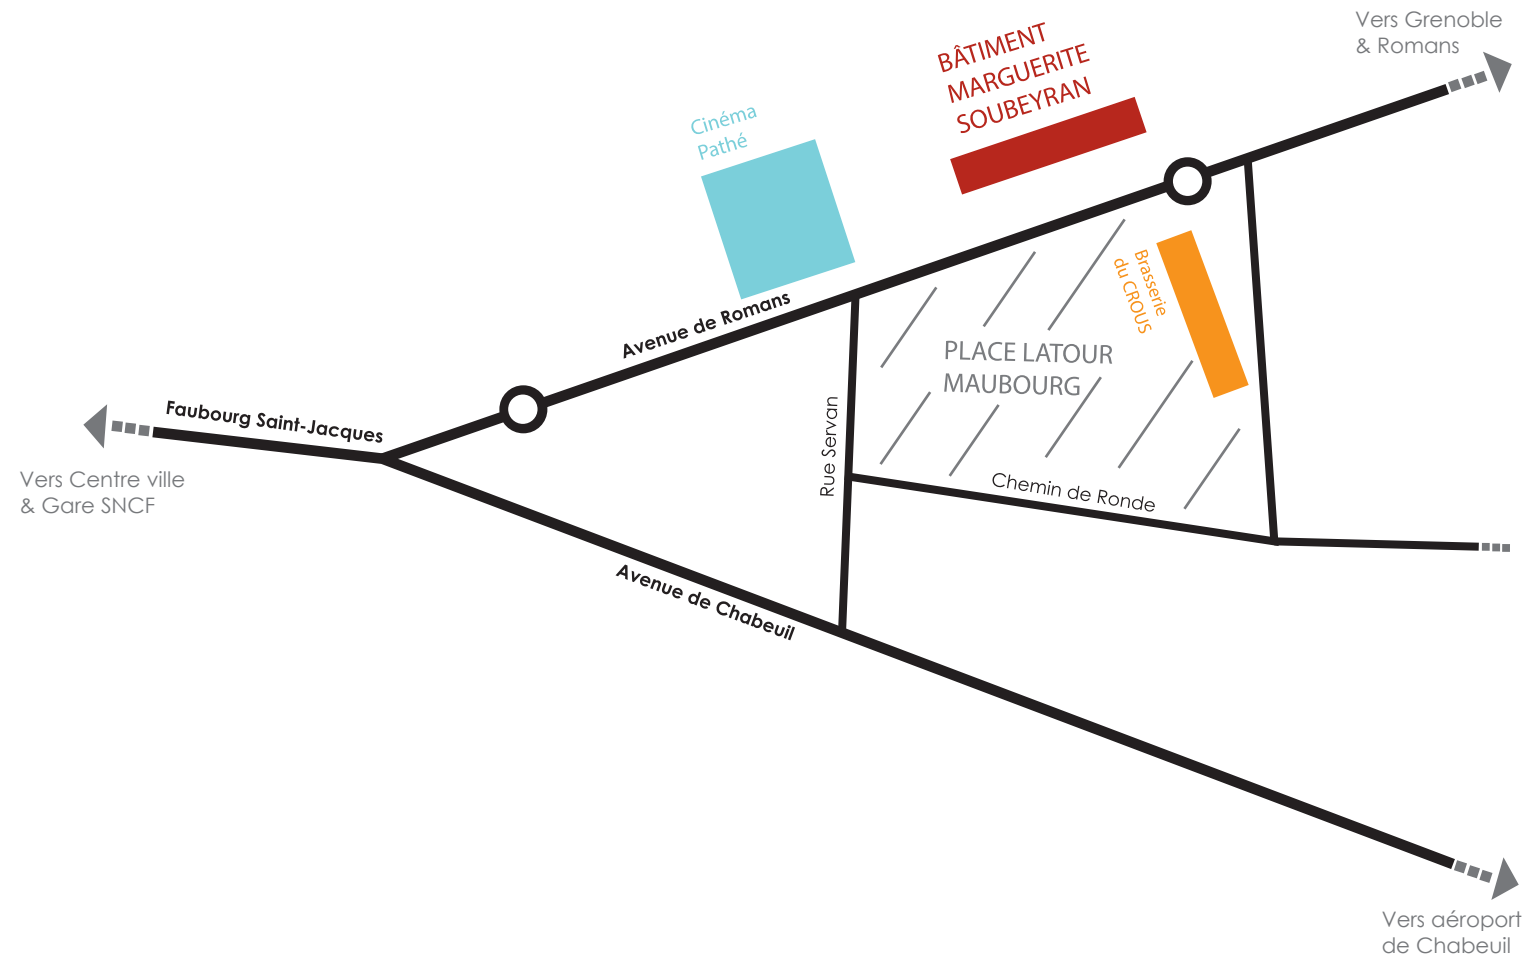 Vers Grenoble
& Romans
BÂTIMENT
MARGUERITE
SOUBEYRAN
Cinéma
Pathé
Brasserie
du CROUS
Avenue de Romans
PLACE LATOUR
MAUBOURG
Faubourg Saint-Jacques
Rue Servan
Vers Centre ville
& Gare SNCF
Chemin de Ronde
Avenue de Chabeuil
Vers aéroport
de Chabeuil